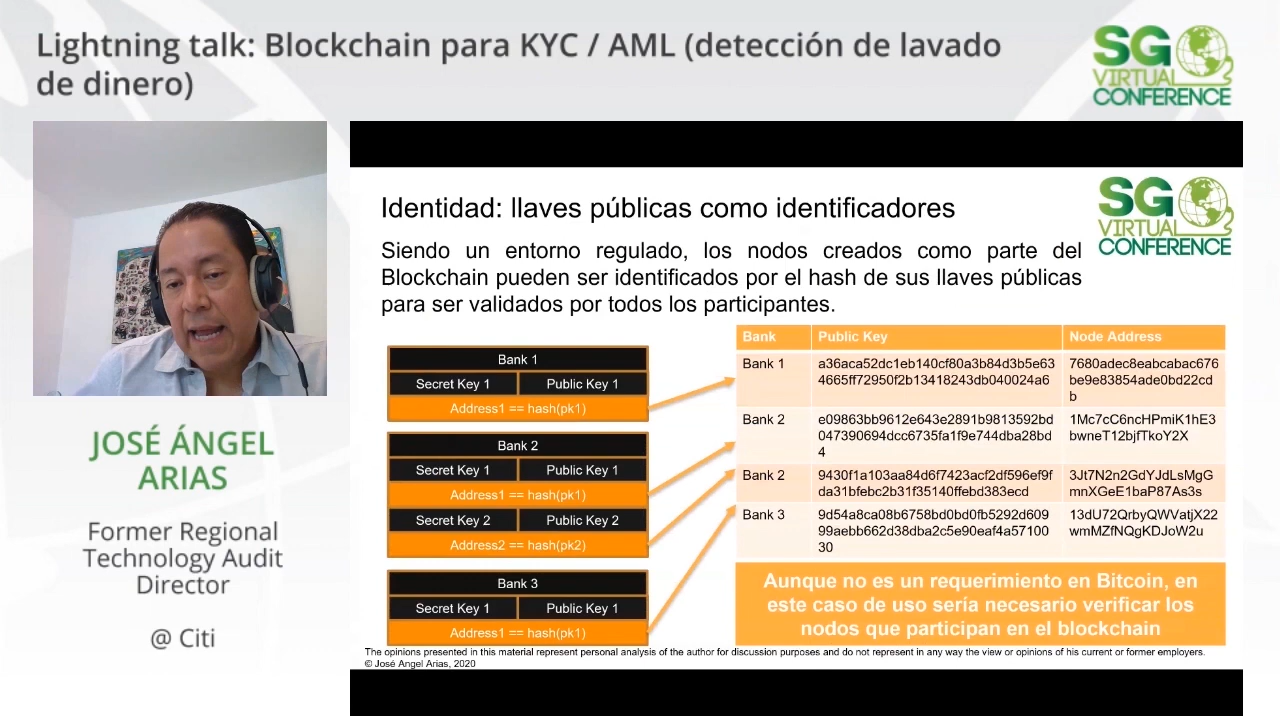 Lightning talk: Blockchain para KYC / AML (detección de lavado
de dinero)
SG
VIRTUAL
CONFERENCE
JOSÉ ÁNGEL
ARIAS
Former Regional
Technology Audit
Director
@ Citi
Identidad: llaves públicas como identificadores
SG
VIRTUAL
CONFERENCE
Siendo un entorno regulado, los nodos creados como parte del
Blockchain pueden ser identificados por el hash de sus llaves públicas
para ser validados por todos los participantes.
Bank 1
Secret Key 1 Public Key 1
Address1 == hash(pk1)
Bank 2
Secret Key 1 Public Key 1
Address1 == hash(pk1)
Secret Key 2 Public Key 2
Address2 == hash(pk2)
Bank 3
Secret Key 1 Public Key 1
Address1 == hash(pk1)
Bank Public Key Node Address
Bank 1 a36aca52dc1eb140cf80a3b84d3b5e63 7680adec8eabcabac676
4665ff72950f2b13418243db040024a6 be9e83854ade0bd22cd
b
Bank 2 e09863bb9612e643e2891b9813592bd 1Mc7cC6ncHPmiK1hE3
047390694dcc6735fa1f9e744dba28bd bwneT12bjfTkoY2X
4
Bank 2 9430f1a103aa84d6f7423acf2df596ef9f 3Jt7N2n2GdYJdLsMgG
da31bfebc2b31f35140ffebd383ecd mnXGeE1baP87As3s
Bank 3 9d54a8ca08b6758bd0bd0fb5292d609 13dU72QrbyQWVatjX22
99aebb662d38dba2c5e90eaf4a57100 wmMZfNQgKDJoW2u
30
Aunque no es un requerimiento en Bitcoin, en
este caso de uso seria necesario verificar los
nodos que participan en el blockchain
The opinions presented in this material represent personal analysis of the author for discussion purposes and do not represent in any way the view or opinions of his current or former employers.
© José Angel Arias, 2020